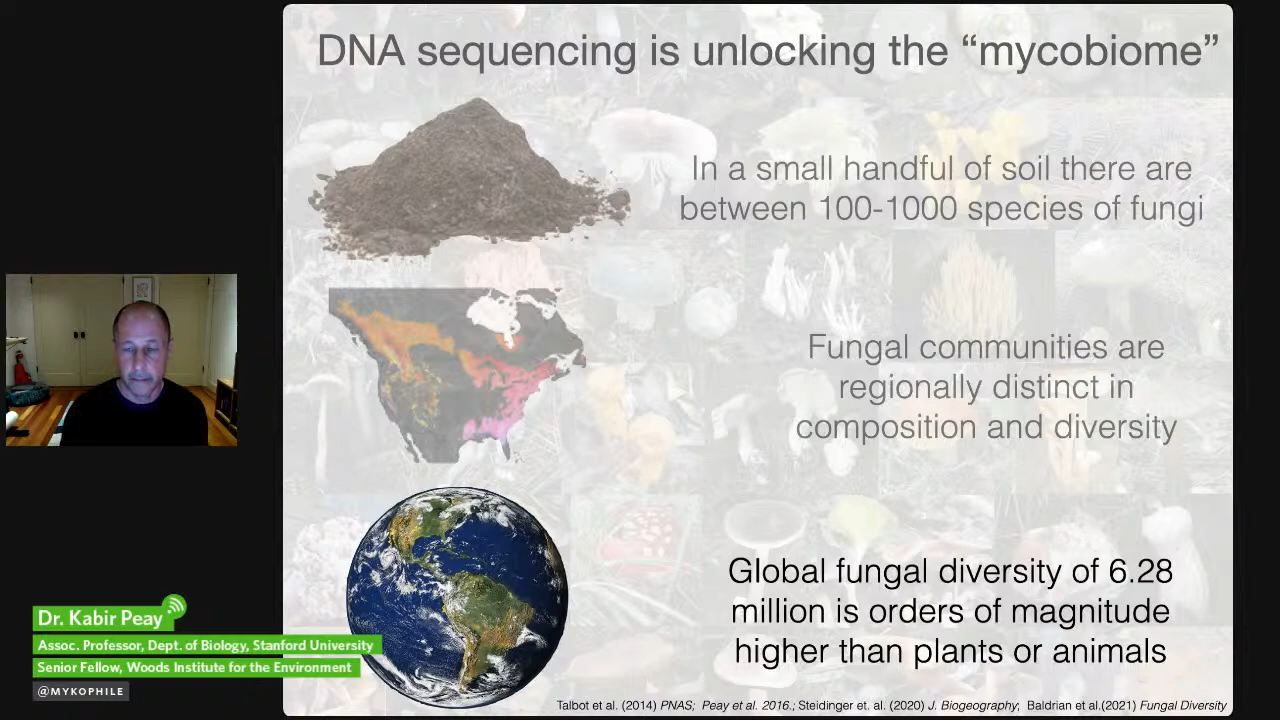 DNA sequencing is unlocking the “mycobiome”
In a small handful of soil there are
between 100-1000 species of fungi
Fungal communities are
regionally distinct in
composition and diversity
Global fungal diversity of 6.28
million is orders of magnitude
higher than plants or animals
Dr. Kabir Peay
Assoc. Professor, Dept. of Biology, Stanford University
Senior Fellow, Woods Institute for the Environment
@MYKOPHILE
Talbot et al. (2014) PNAS; Peay et al. 2016.; Steidinger et. al. (2020) J. Biogeography; Baldrian et al.(2021) Fungal Diversity